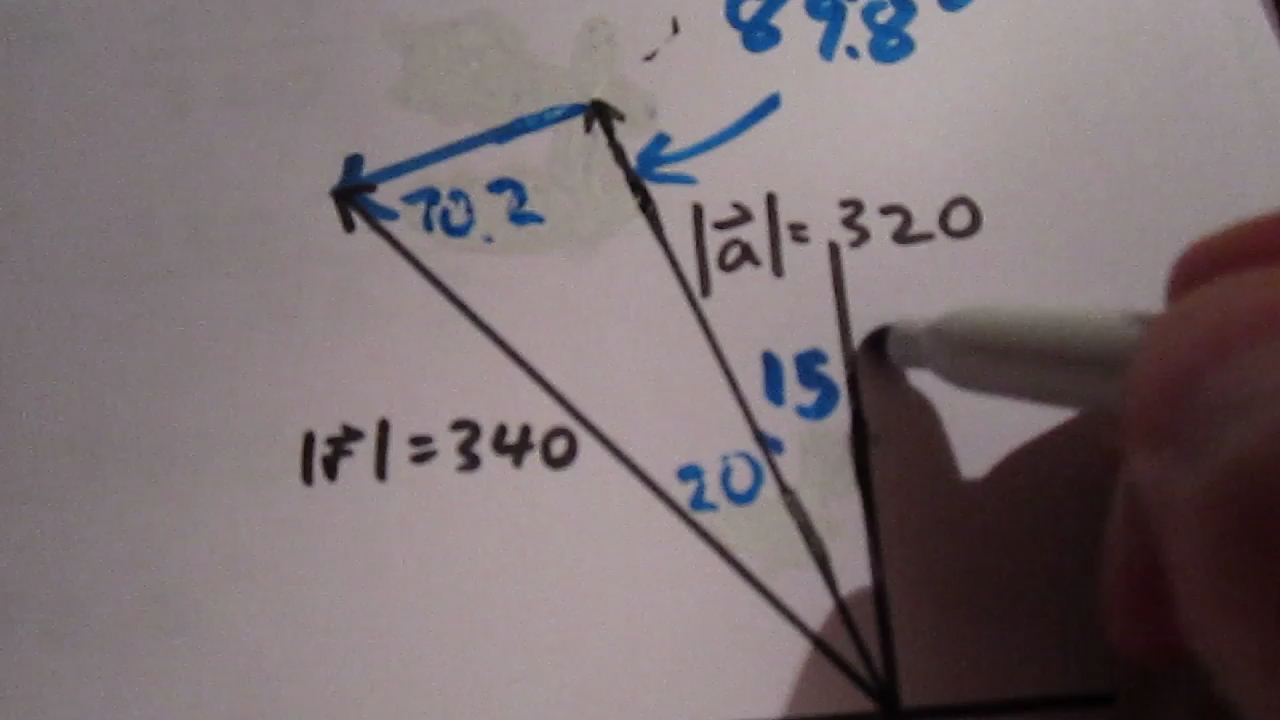 89.8°
70.2
|a⃗| = 320
15
|r⃗| = 340
20